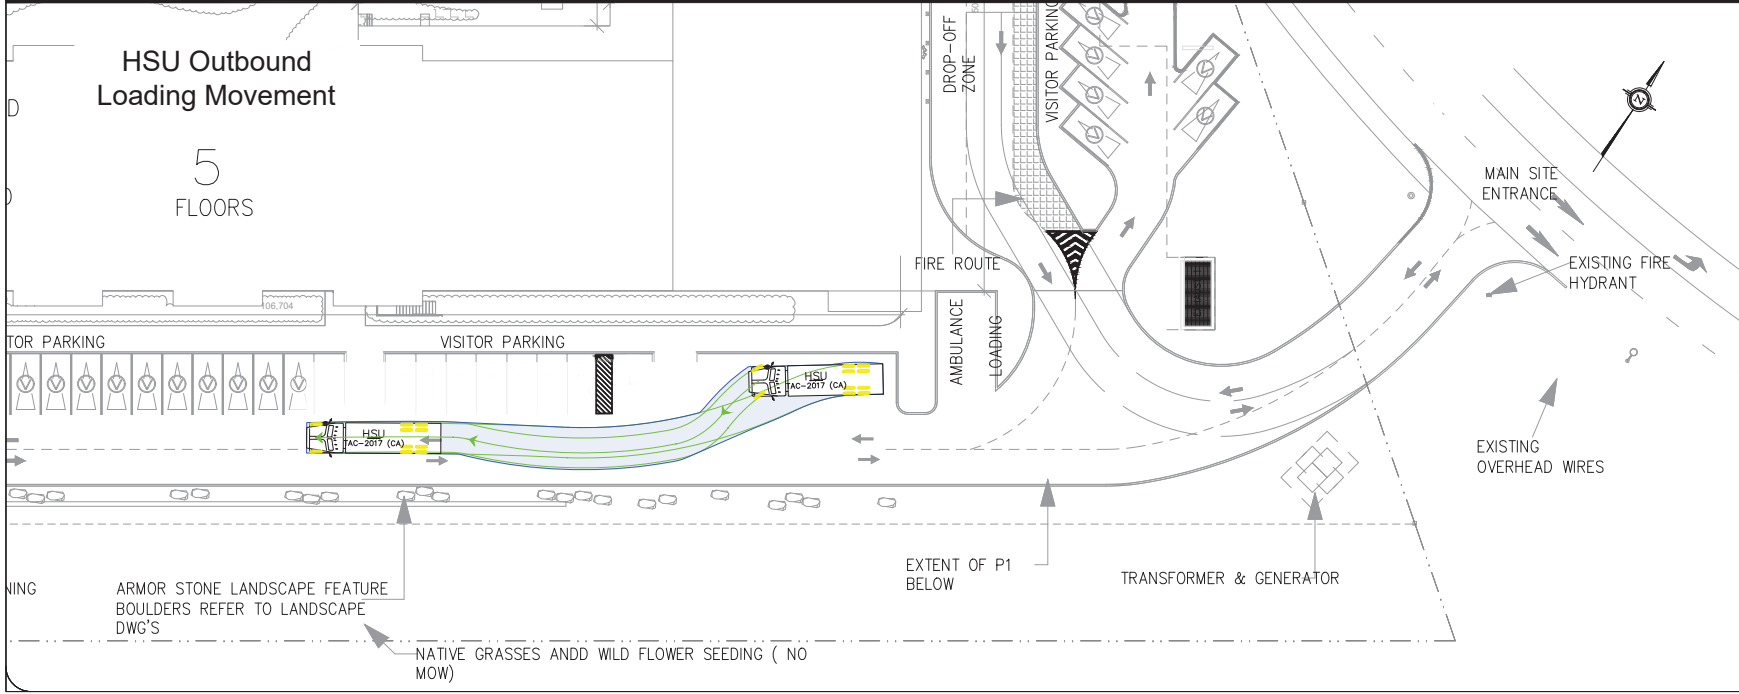 HSU Outbound
Loading Movement
5
FLOORS
DROP-OFF
ZONE
VISITOR PARKING
N
MAIN SITE
ENTRANCE
EXISTING FIRE
HYDRANT
FIRE ROUTE
106,704
AMBULANCE
LOADING
TOR PARKING
VISITOR PARKING
V V V V V V V V V
HSU
TAC-2017 (CA)
HSU
TAC-2017 (CA)
EXISTING
OVERHEAD WIRES
EXTENT OF P1
BELOW
TRANSFORMER & GENERATOR
NING
ARMOR STONE LANDSCAPE FEATURE
BOULDERS REFER TO LANDSCAPE
DWG'S
NATIVE GRASSES ANDD WILD FLOWER SEEDING ( NO
MOW)